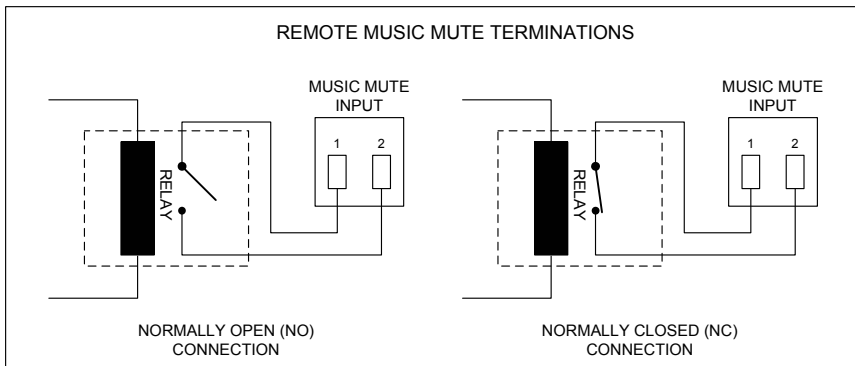 REMOTE MUSIC MUTE TERMINATIONS
MUSIC MUTE
INPUT
1 2
RELAY
NORMALLY OPEN (NO)
CONNECTION
MUSIC MUTE
INPUT
1 2
RELAY
NORMALLY CLOSED (NC)
CONNECTION